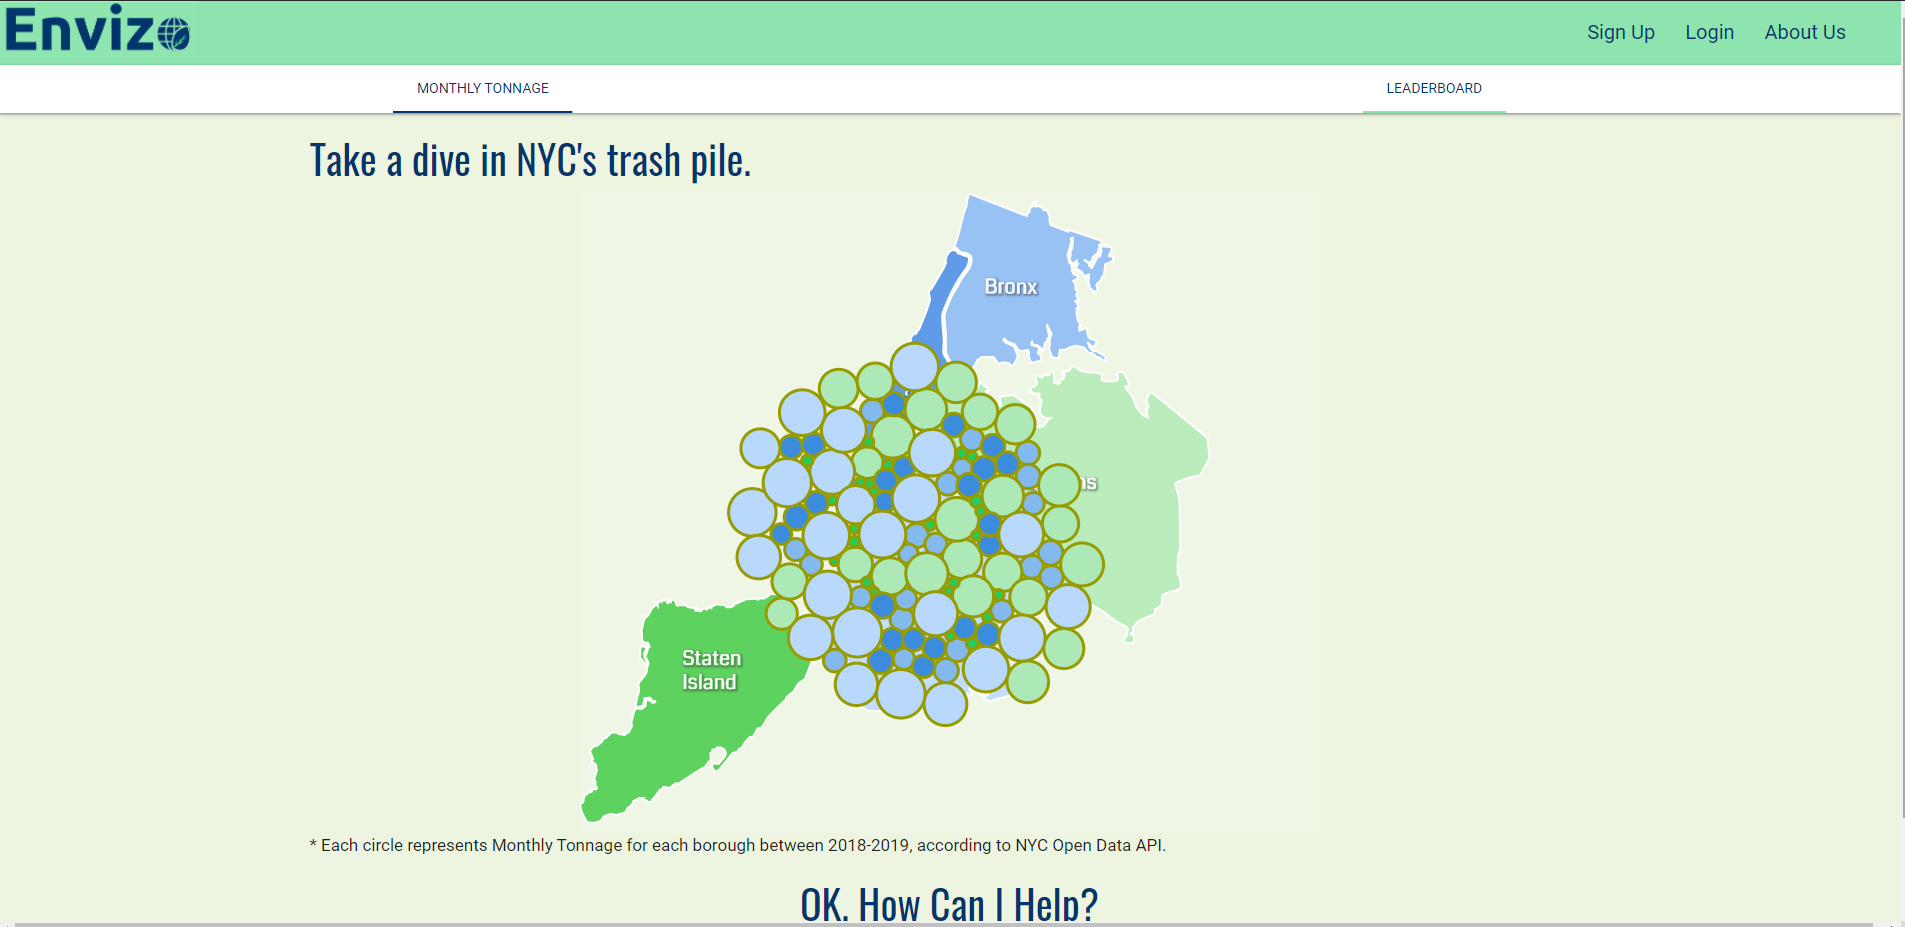 Enviz
Sign Up Login About Us
MONTHLY TONNAGE LEADERBOARD
Take a dive in NYC's trash pile.
Bronx
Staten
Island
* Each circle represents Monthly Tonnage for each borough between 2018-2019, according to NYC Open Data API.
OK. How Can I Help?